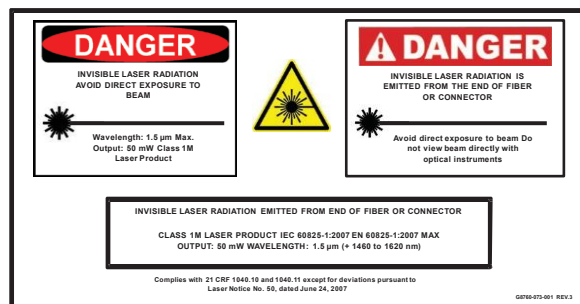 DANGER
INVISIBLE LASER RADIATION
AVOID DIRECT EXPOSURE TO
BEAM
Wavelength: 1.5 µm Max.
Output: 50 mW Class 1M
Laser Product
DANGER
INVISIBLE LASER RADIATION IS
EMITTED FROM THE END OF FIBER
OR CONNECTOR
Avoid direct exposure to beam Do
not view beam directly with
optical instruments
INVISIBLE LASER RADIATION EMITTED FROM END OF FIBER OR CONNECTOR
CLASS 1M LASER PRODUCT IEC 60825-1:2007 EN 60825-1:2007 MAX
OUTPUT: 50 mW WAVELENGTH: 1.5 µm (+ 1460 to 1620 nm)
Complies with 21 CRF 1040.10 and 1040.11 except for deviations pursuant to
Laser Notice No. 50, dated June 24, 2007
G8760-073-001 REV.3